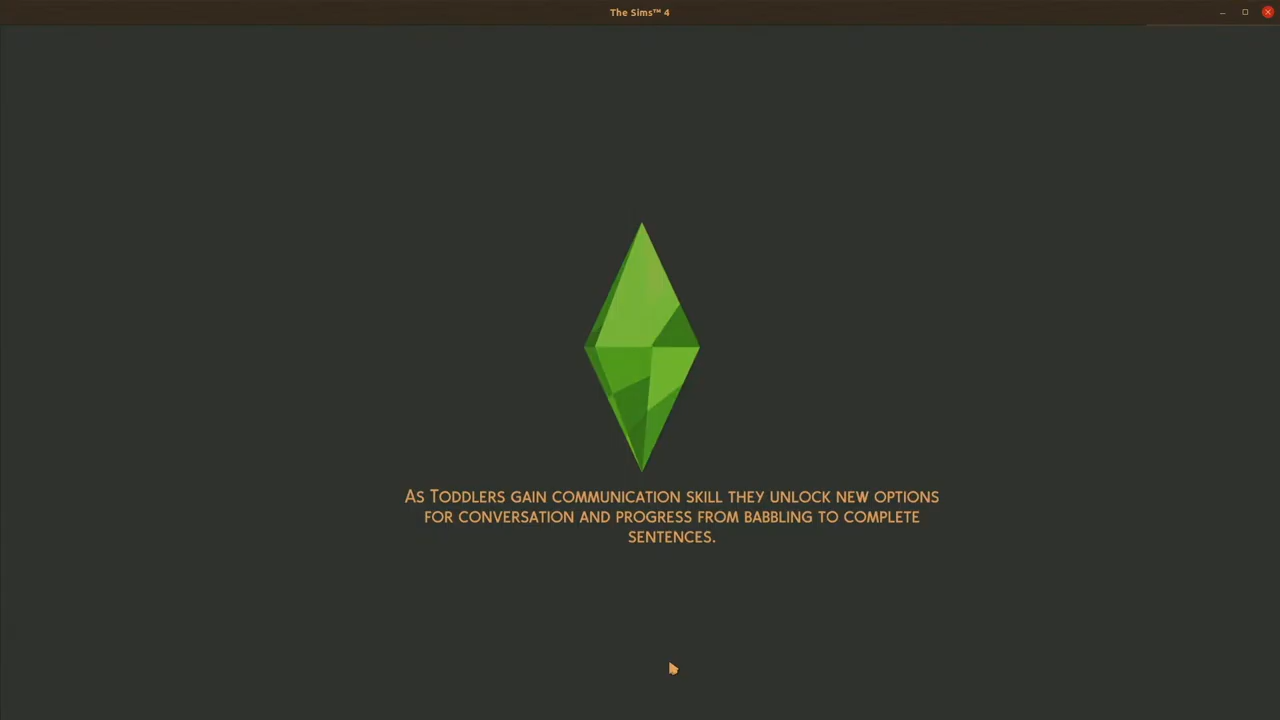 The Sims™ 4
As Toddlers gain communication skill they unlock new options
for conversation and progress from babbling to complete
sentences.